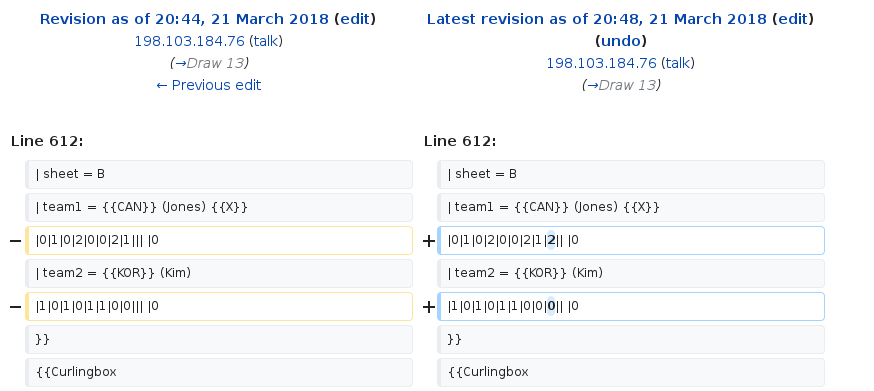 Revision as of 20:44, 21 March 2018 (edit)
198.103.184.76 (talk)
(→Draw 13)
← Previous edit
Latest revision as of 20:48, 21 March 2018 (edit)
(undo)
198.103.184.76 (talk)
(→Draw 13)
Line 612:
Line 612:
| sheet = B
| sheet = B
| team1 = {{CAN}} (Jones) {{X}}
| team1 = {{CAN}} (Jones) {{X}}
− |0|1|0|2|0|0|2|1||| |0
+ |0|1|0|2|0|0|2|1|2|| |0
| team2 = {{KOR}} (Kim)
| team2 = {{KOR}} (Kim)
− |1|0|1|0|1|1|0|0||| |0
+ |1|0|1|0|1|1|0|0|0|| |0
}}
}}
{{Curlingbox
{{Curlingbox